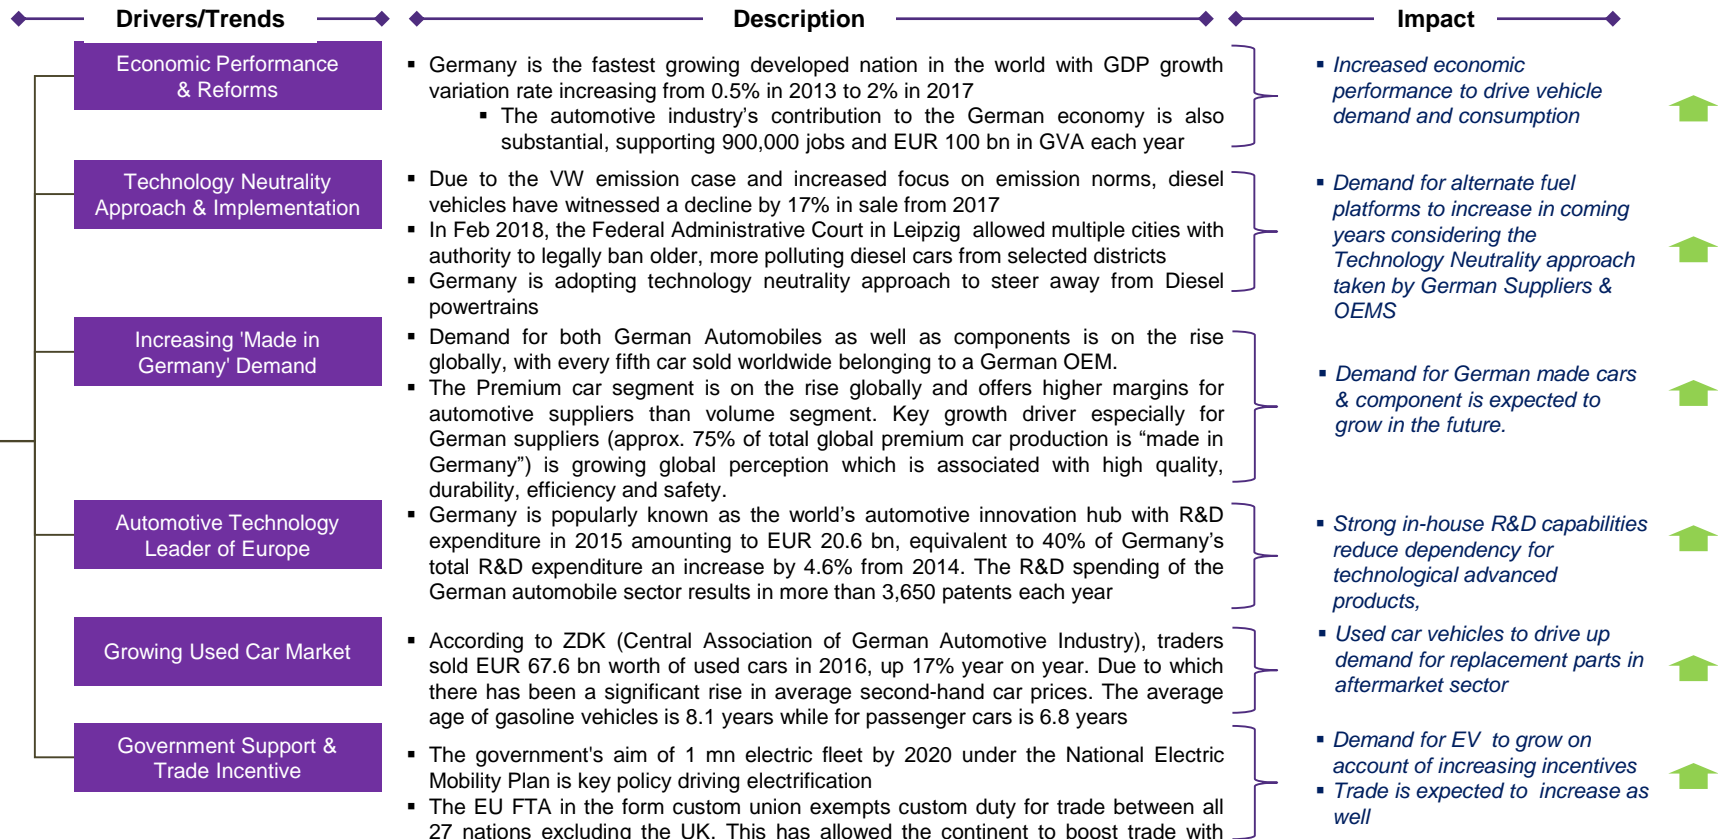 Drivers/Trends
Description
Impact
Economic Performance
& Reforms
▪ Germany is the fastest growing developed nation in the world with GDP growth
variation rate increasing from 0.5% in 2013 to 2% in 2017
▪ The automotive industry’s contribution to the German economy is also
substantial, supporting 900,000 jobs and EUR 100 bn in GVA each year
▪ Increased economic
performance to drive vehicle
demand and consumption
Technology Neutrality
Approach & Implementation
▪ Due to the VW emission case and increased focus on emission norms, diesel
vehicles have witnessed a decline by 17% in sale from 2017
▪ In Feb 2018, the Federal Administrative Court in Leipzig allowed multiple cities with
authority to legally ban older, more polluting diesel cars from selected districts
▪ Germany is adopting technology neutrality approach to steer away from Diesel
powertrains
▪ Demand for alternate fuel
platforms to increase in coming
years considering the
Technology Neutrality approach
taken by German Suppliers &
OEMS
Increasing 'Made in
Germany' Demand
▪ Demand for both German Automobiles as well as components is on the rise
globally, with every fifth car sold worldwide belonging to a German OEM.
▪ The Premium car segment is on the rise globally and offers higher margins for
automotive suppliers than volume segment. Key growth driver especially for
German suppliers (approx. 75% of total global premium car production is “made in
Germany”) is growing global perception which is associated with high quality,
durability, efficiency and safety.
▪ Demand for German made cars
& component is expected to
grow in the future.
Automotive Technology
Leader of Europe
▪ Germany is popularly known as the world’s automotive innovation hub with R&D
expenditure in 2015 amounting to EUR 20.6 bn, equivalent to 40% of Germany’s
total R&D expenditure an increase by 4.6% from 2014. The R&D spending of the
German automobile sector results in more than 3,650 patents each year
▪ Strong in-house R&D capabilities
reduce dependency for
technological advanced
products,
Growing Used Car Market
▪ According to ZDK (Central Association of German Automotive Industry), traders
sold EUR 67.6 bn worth of used cars in 2016, up 17% year on year. Due to which
there has been a significant rise in average second-hand car prices. The average
age of gasoline vehicles is 8.1 years while for passenger cars is 6.8 years
▪ Used car vehicles to drive up
demand for replacement parts in
aftermarket sector
Government Support &
Trade Incentive
▪ The government's aim of 1 mn electric fleet by 2020 under the National Electric
Mobility Plan is key policy driving electrification
▪ The EU FTA in the form custom union exempts custom duty for trade between all
27 nations excluding the UK. This has allowed the continent to boost trade with
▪ Demand for EV to grow on
account of increasing incentives
▪ Trade is expected to increase as
well